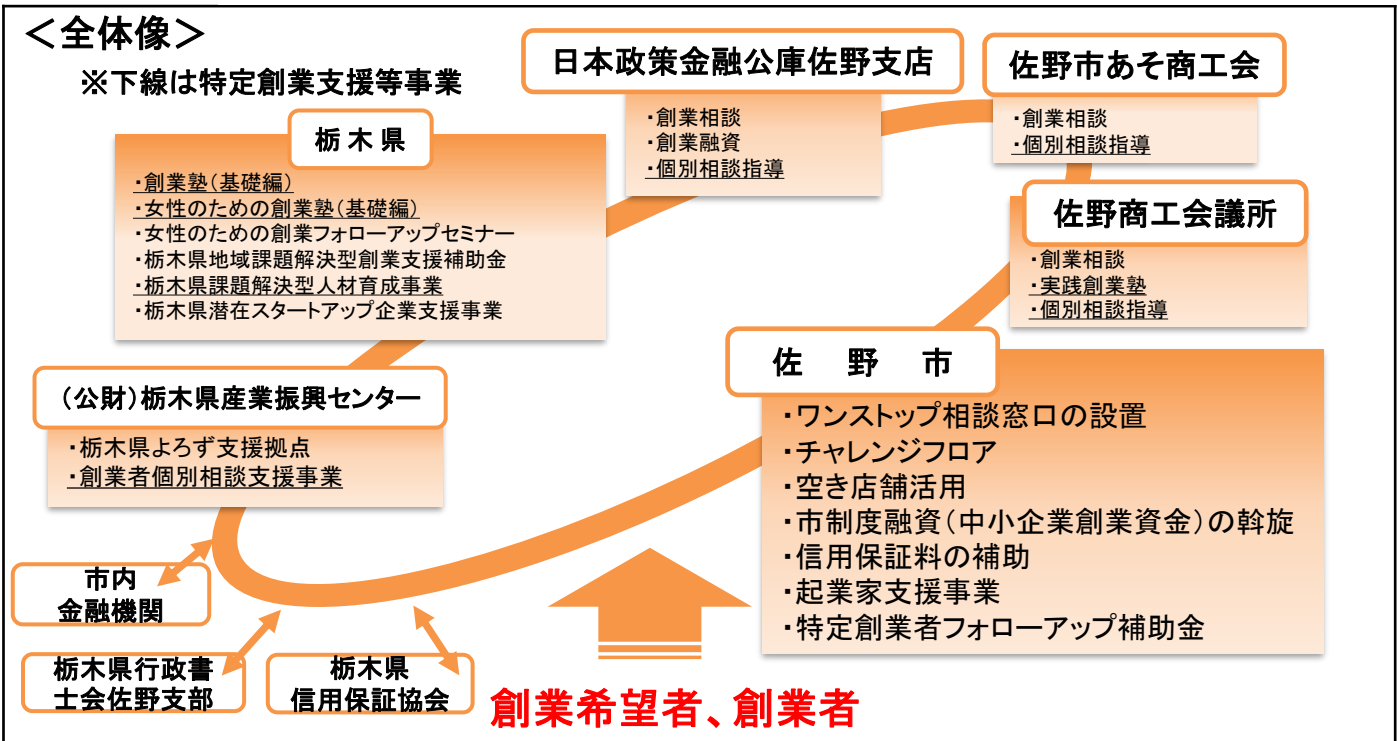 ＜全体像＞
※下線は特定創業支援等事業
日本政策金融公庫佐野支店
・創業相談
・創業融資
・個別相談指導
佐野市あそ商工会
・創業相談
・個別相談指導
栃木県
・創業塾（基礎編）
・女性のための創業塾（基礎編）
・女性のための創業フォローアップセミナー
・栃木県地域課題解決型創業支援補助金
・栃木県課題解決型人材育成事業
・栃木県潜在スタートアップ企業支援事業
佐野商工会議所
・創業相談
・実践創業塾
・個別相談指導
（公財）栃木県産業振興センター
・栃木県よろず支援拠点
・創業者個別相談支援事業
佐野市
・ワンストップ相談窓口の設置
・チャレンジフロア
・空き店舗活用
・市制度融資（中小企業創業資金）の斡旋
・信用保証料の補助
・起業家支援事業
・特定創業者フォローアップ補助金
市内
金融機関
栃木県行政書
士会佐野支部
栃木県
信用保証協会
創業希望者、創業者